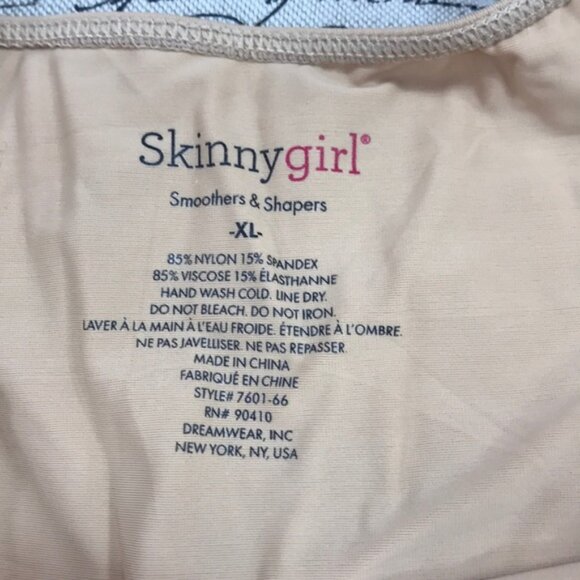 Skinnygirl®
Smoothers & Shapers
-XL-
85% NYLON 15% SPANDEX
85% VISCOSE 15% ÉLASTHANNE
HAND WASH COLD. LINE DRY.
DO NOT BLEACH. DO NOT IRON.
LAVER À LA MAIN À L'EAU FROIDE. ÉTENDRE À L'OMBRE.
NE PAS JAVELLISER. NE PAS REPASSER.
MADE IN CHINA
FABRIQUÉ EN CHINE
STYLE# 7601-66
RN# 90410
DREAMWEAR, INC
NEW YORK, NY, USA